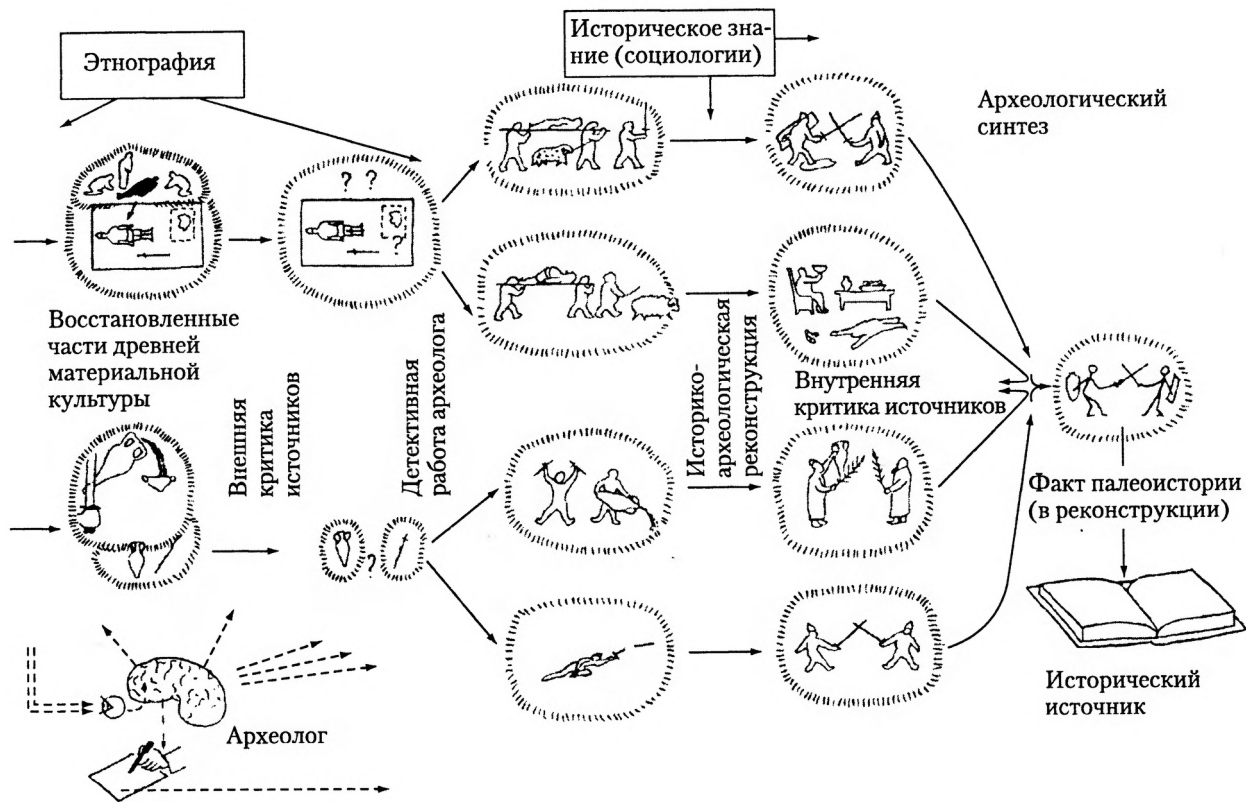 Этнография
Историческое зна-
ние (социологии)
Археологический
синтез
? ?
?
Восстановленные
части древней
материальной
культуры
Внешняя
критика
источников
Детективная
работа археолога
Историко-
археологическая
реконструкция
Внутренняя
критика источников
?
Факт палеоистории
(в реконструкции)
Археолог
Исторический
источник